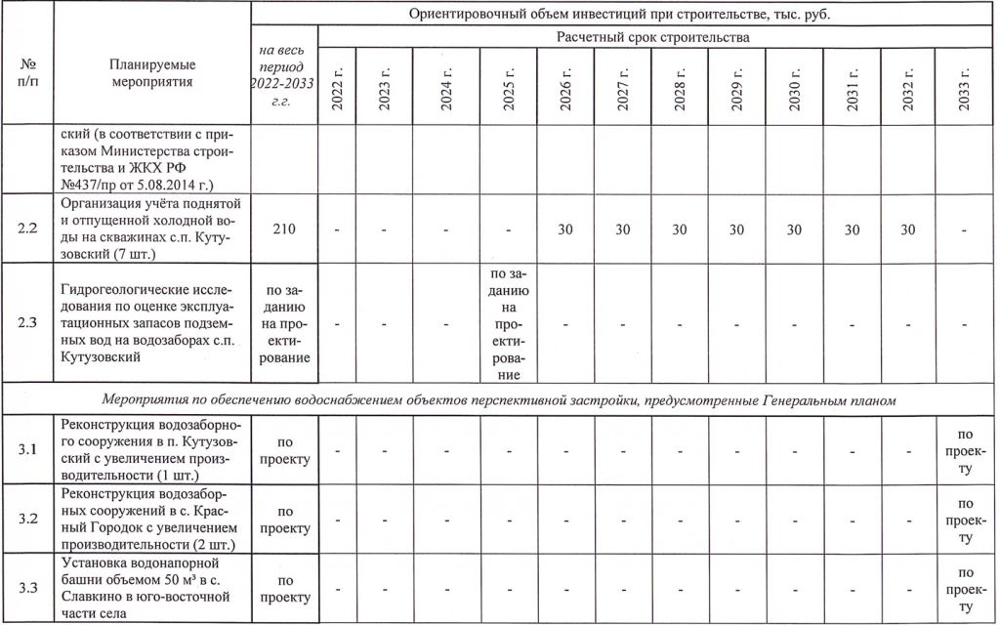 №
п/п
Планируемые
мероприятия
Ориентировочный объем инвестиций при строительстве, тыс. руб.
на весь
период
2022-2033
г.г.
Расчетный срок строительства
2022 г.
2023 г.
2024 г.
2025 г.
2026 г.
2027 г.
2028 г.
2029 г.
2030 г.
2031 г.
2032 г.
2033 г.
ский (в соответствии с при-
казом Министерства строи-
тельства и ЖКХ РФ
№437/пр от 5.08.2014 г.)
2.2
Организация учёта поднятой
и отпущенной холодной во-
ды на скважинах с.п. Куту-
зовский (7 шт.)
210 - - - - 30 30 30 30 30 30 30 -
2.3
Гидрогеологические иссле-
дования по оценке эксплуа-
тационных запасов подзем-
ных вод на водозаборах с.п.
Кутузовский
по за-
данию
на про-
екти-
рование
- - -
по за-
данию
на
про-
екти-
рова-
ние
- - - - - - - -
Мероприятия по обеспечению водоснабжением объектов перспективной застройки, предусмотренные Генеральным планом
3.1
Реконструкция водозаборно-
го сооружения в п. Кутузов-
ский с увеличением произ-
водительности (1 шт.)
по
проекту
- - - - - - - - - - -
по
проек-
ту
3.2
Реконструкция водозабор-
ных сооружений в с. Крас-
ный Городок с увеличением
производительности (2 шт.)
по
проекту
- - - - - - - - - - -
по
проек-
ту
3.3
Установка водонапорной
башни объемом 50 м³ в с.
Славкино в юго-восточной
части села
по
проекту
- - - - - - - - - - -
по
проек-
ту